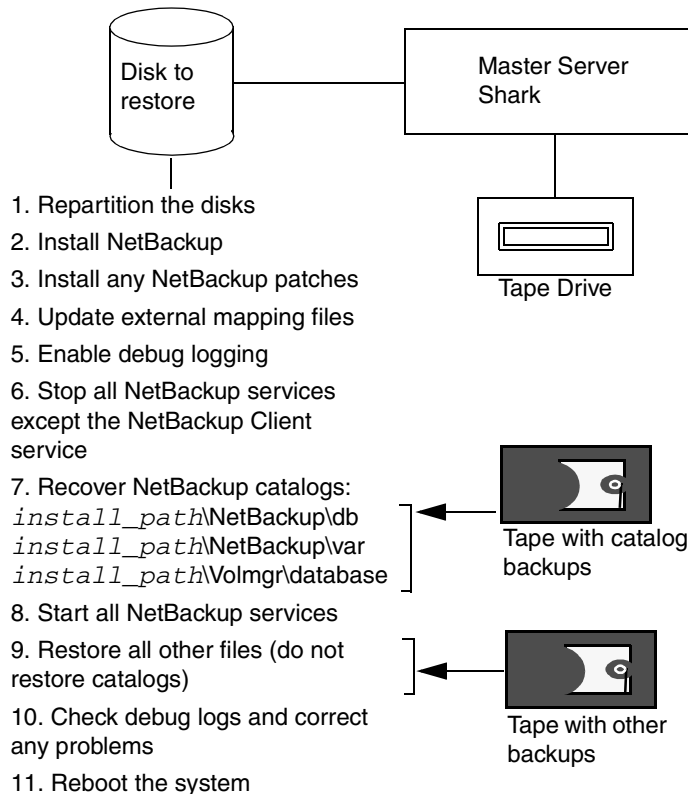 Disk to
restore
Master Server
Shark
Tape Drive
1. Repartition the disks
2. Install NetBackup
3. Install any NetBackup patches
4. Update external mapping files
5. Enable debug logging
6. Stop all NetBackup services
except the NetBackup Client
service
7. Recover NetBackup catalogs:
install_path\NetBackup\db
install_path\NetBackup\var
install_path\Volmgr\database
Tape with catalog
backups
8. Start all NetBackup services
9. Restore all other files (do not
restore catalogs)
Tape with other
backups
10. Check debug logs and correct
any problems
11. Reboot the system